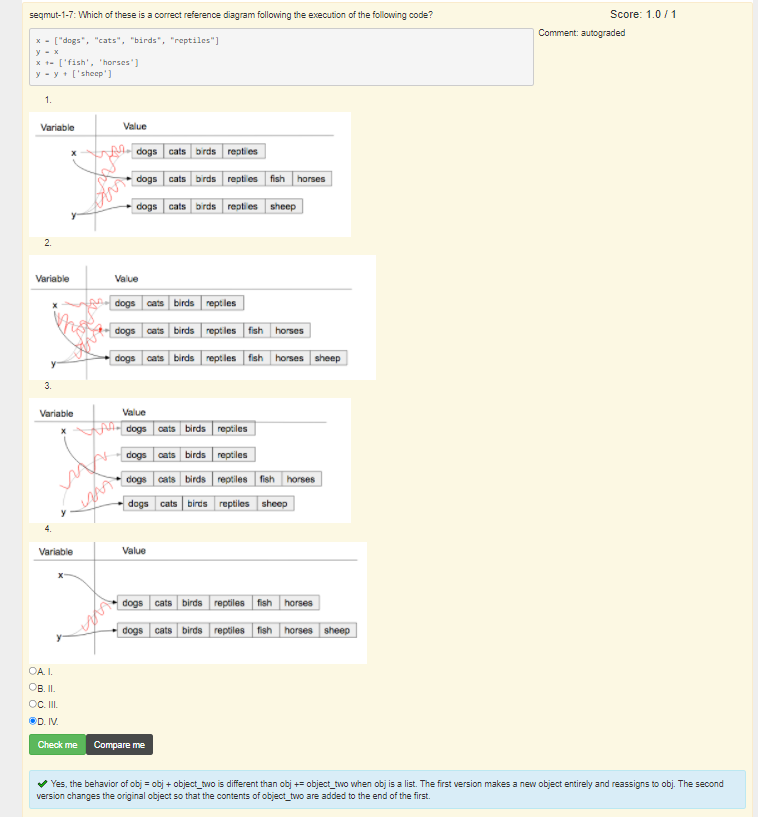 seqmut-1-7: Which of these is a correct reference diagram following the execution of the following code?
Score: 1.0 / 1
Comment: autograded
x = ["dogs", "cats", "birds", "reptiles"]
y = x
x += ['fish', 'horses']
y = y + ['sheep']
1.
Variable Value
x dogs cats birds reptiles
dogs cats birds reptiles fish horses
y dogs cats birds reptiles sheep
2.
Variable Value
x dogs cats birds reptiles
dogs cats birds reptiles fish horses
y dogs cats birds reptiles fish horses sheep
3.
Variable Value
x dogs cats birds reptiles
dogs cats birds reptiles
dogs cats birds reptiles fish horses
y dogs cats birds reptiles sheep
4.
Variable Value
x
dogs cats birds reptiles fish horses
y dogs cats birds reptiles fish horses sheep
A. I.
B. II.
C. III.
D. IV.
Check me Compare me
✔ Yes, the behavior of obj = obj + object_two is different than obj += object_two when obj is a list. The first version makes a new object entirely and reassigns to obj. The second
version changes the original object so that the contents of object_two are added to the end of the first.